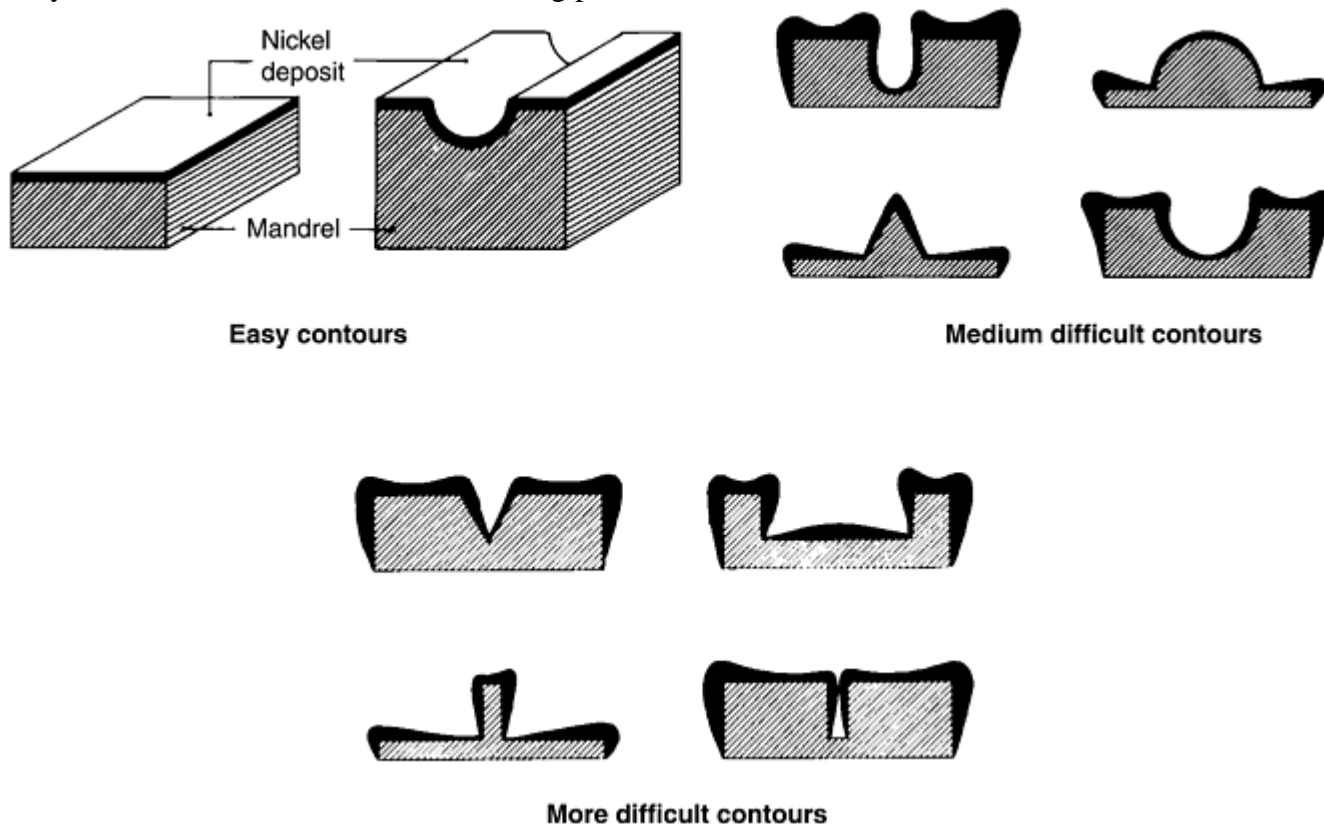 Nickel
deposit
Mandrel
Easy contours
Medium difficult contours
More difficult contours